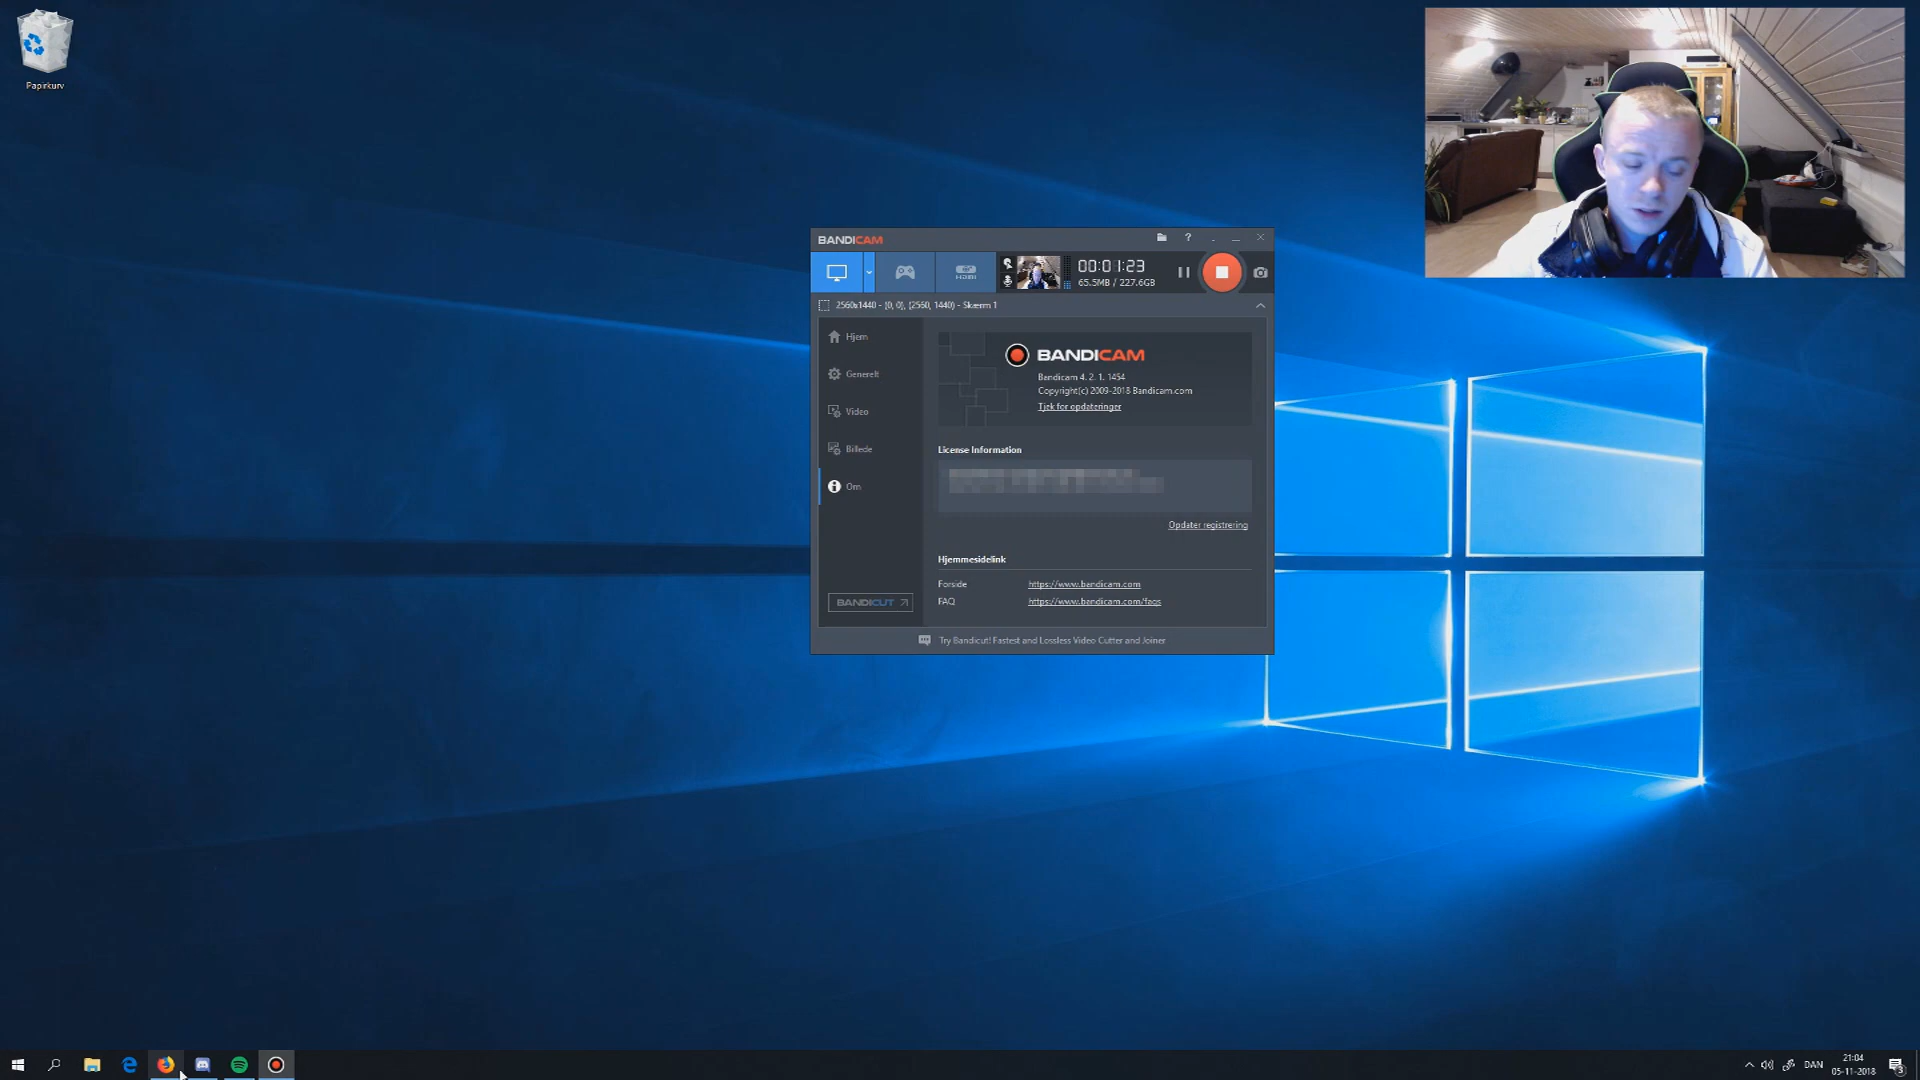 Papirkurv
BANDICAM
?
HDMI
00:01:23
65.5MB / 227.6GB
2560x1440 - (0, 0), (2560, 1440) - Skærm 1
Hjem
Generelt
Video
Billede
Om
BANDICUT
BANDICAM
Bandicam 4. 2. 1. 1454
Copyright(c) 2009-2018 Bandicam.com
Tjek for opdateringer
License Information
Opdater registrering
Hjemmesidelink
Forside https://www.bandicam.com
FAQ https://www.bandicam.com/faqs
Try Bandicut! Fastest and Lossless Video Cutter and Joiner
DAN
21:04
05-11-2018
3